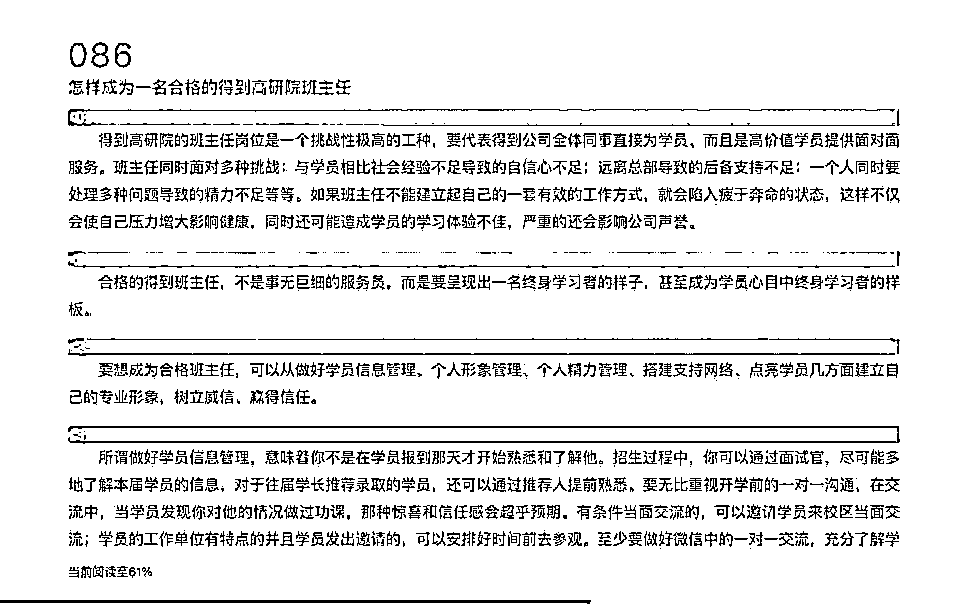 086
怎样成为一名合格的得到高研院班主任
得到高研院的班主任岗位是一个挑战性极高的工种，要代表得到公司全体同事直接为学员、而且是高价值学员提供面对面
服务。班主任同时面对多种挑战：与学员相比社会经验不足导致的自信心不足；远离总部导致的后备支持不足；一个人同时要
处理多种问题导致的精力不足等等。如果班主任不能建立起自己的一套有效的工作方式，就会陷入疲于奔命的状态，这样不仅
会使自己压力增大影响健康，同时还可能造成学员的学习体验不佳，严重的还会影响公司声誉。
合格的得到班主任，不是事无巨细的服务员，而是要呈现出一名终身学习者的样子，甚至成为学员心目中终身学习者的样
板。
要想成为合格班主任，可以从做好学员信息管理、个人形象管理、个人精力管理、搭建支持网络、点亮学员几方面建立自
己的专业形象，树立威信、赢得信任。
所谓做好学员信息管理，意味着你不是在学员报到那天才开始熟悉和了解他。招生过程中，你可以通过面试官，尽可能多
地了解本届学员的信息，对于往届学长推荐录取的学员，还可以通过推荐人提前熟悉。要无比重视开学前的一对一沟通，在交
流中，当学员发现你对他的情况做过功课，那种惊喜和信任感会超乎预期。有条件当面交流的，可以邀请学员来校区当面交
流；学员的工作单位有特点的并且学员发出邀请的，可以安排好时间前去参观。至少要做好微信中的一对一交流，充分了解学
当前阅读至61%